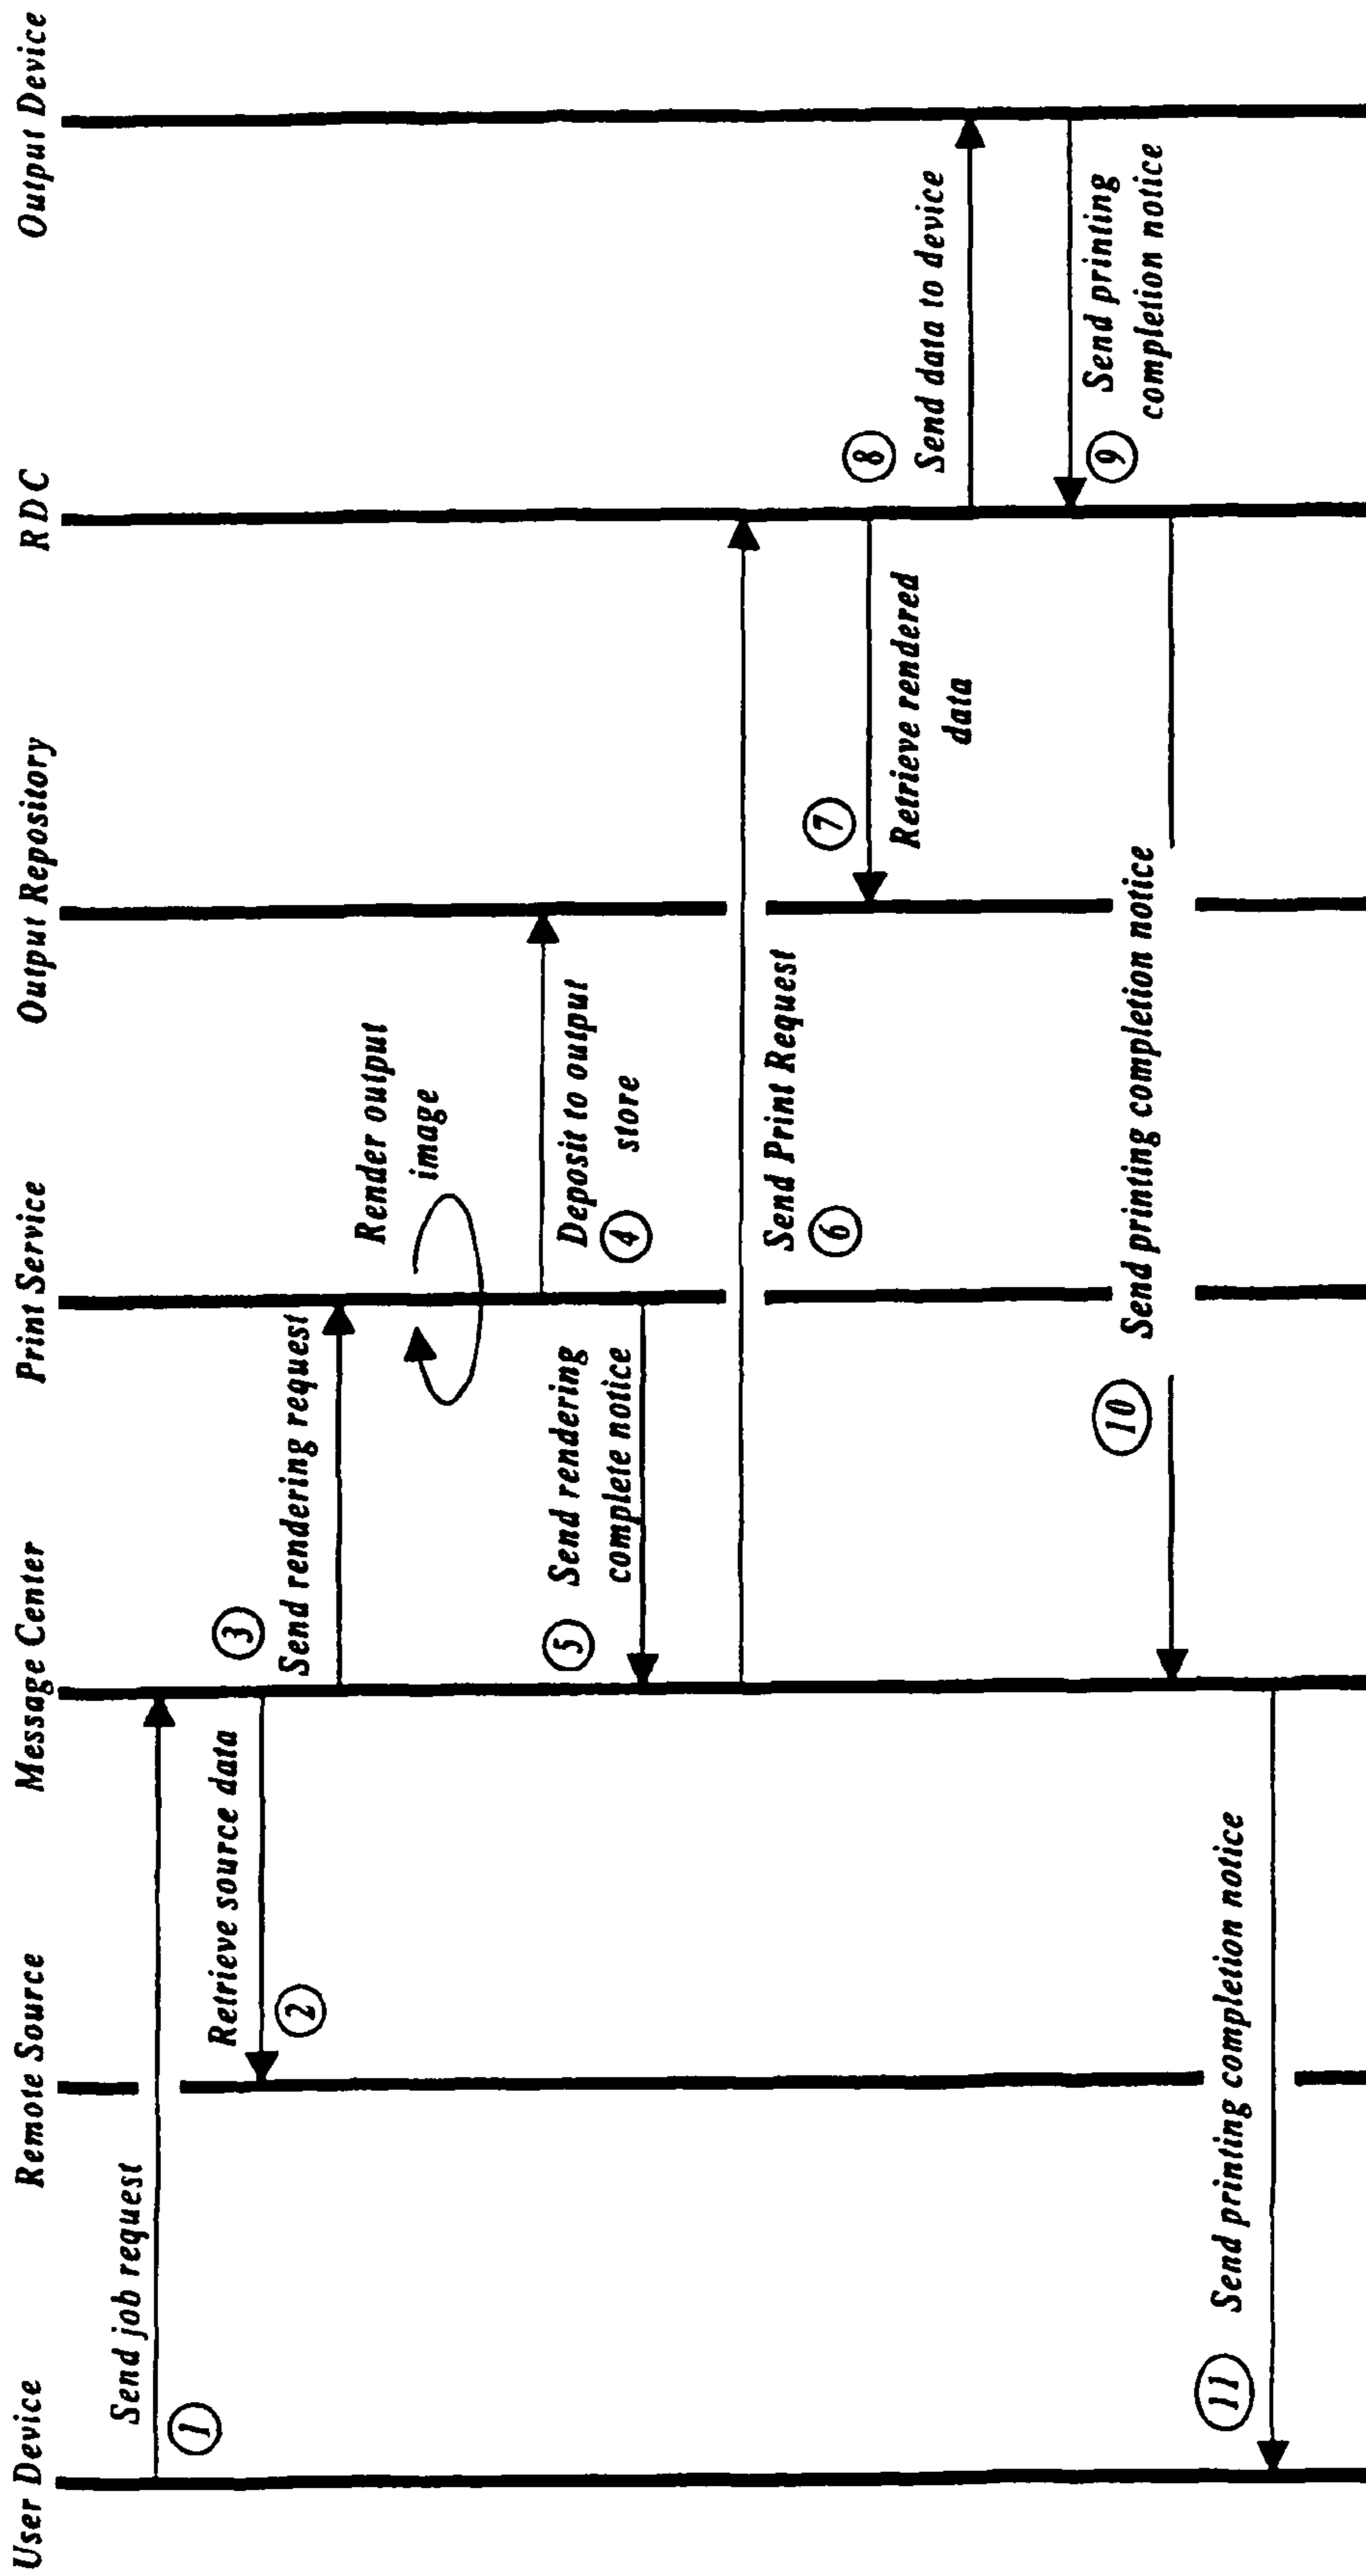 User Device
Remote Source
Message Center
Print Service
Output Repository
RDC
Output Device
Send job request
1
Retrieve source data
2
3
Send rendering request
Render output
image
Deposit to output
store
4
5
Send rendering
complete notice
Send Print Request
6
7
Retrieve rendered
data
8
Send data to device
Send printing
completion notice
9
Send printing completion notice
10
Send printing completion notice
11